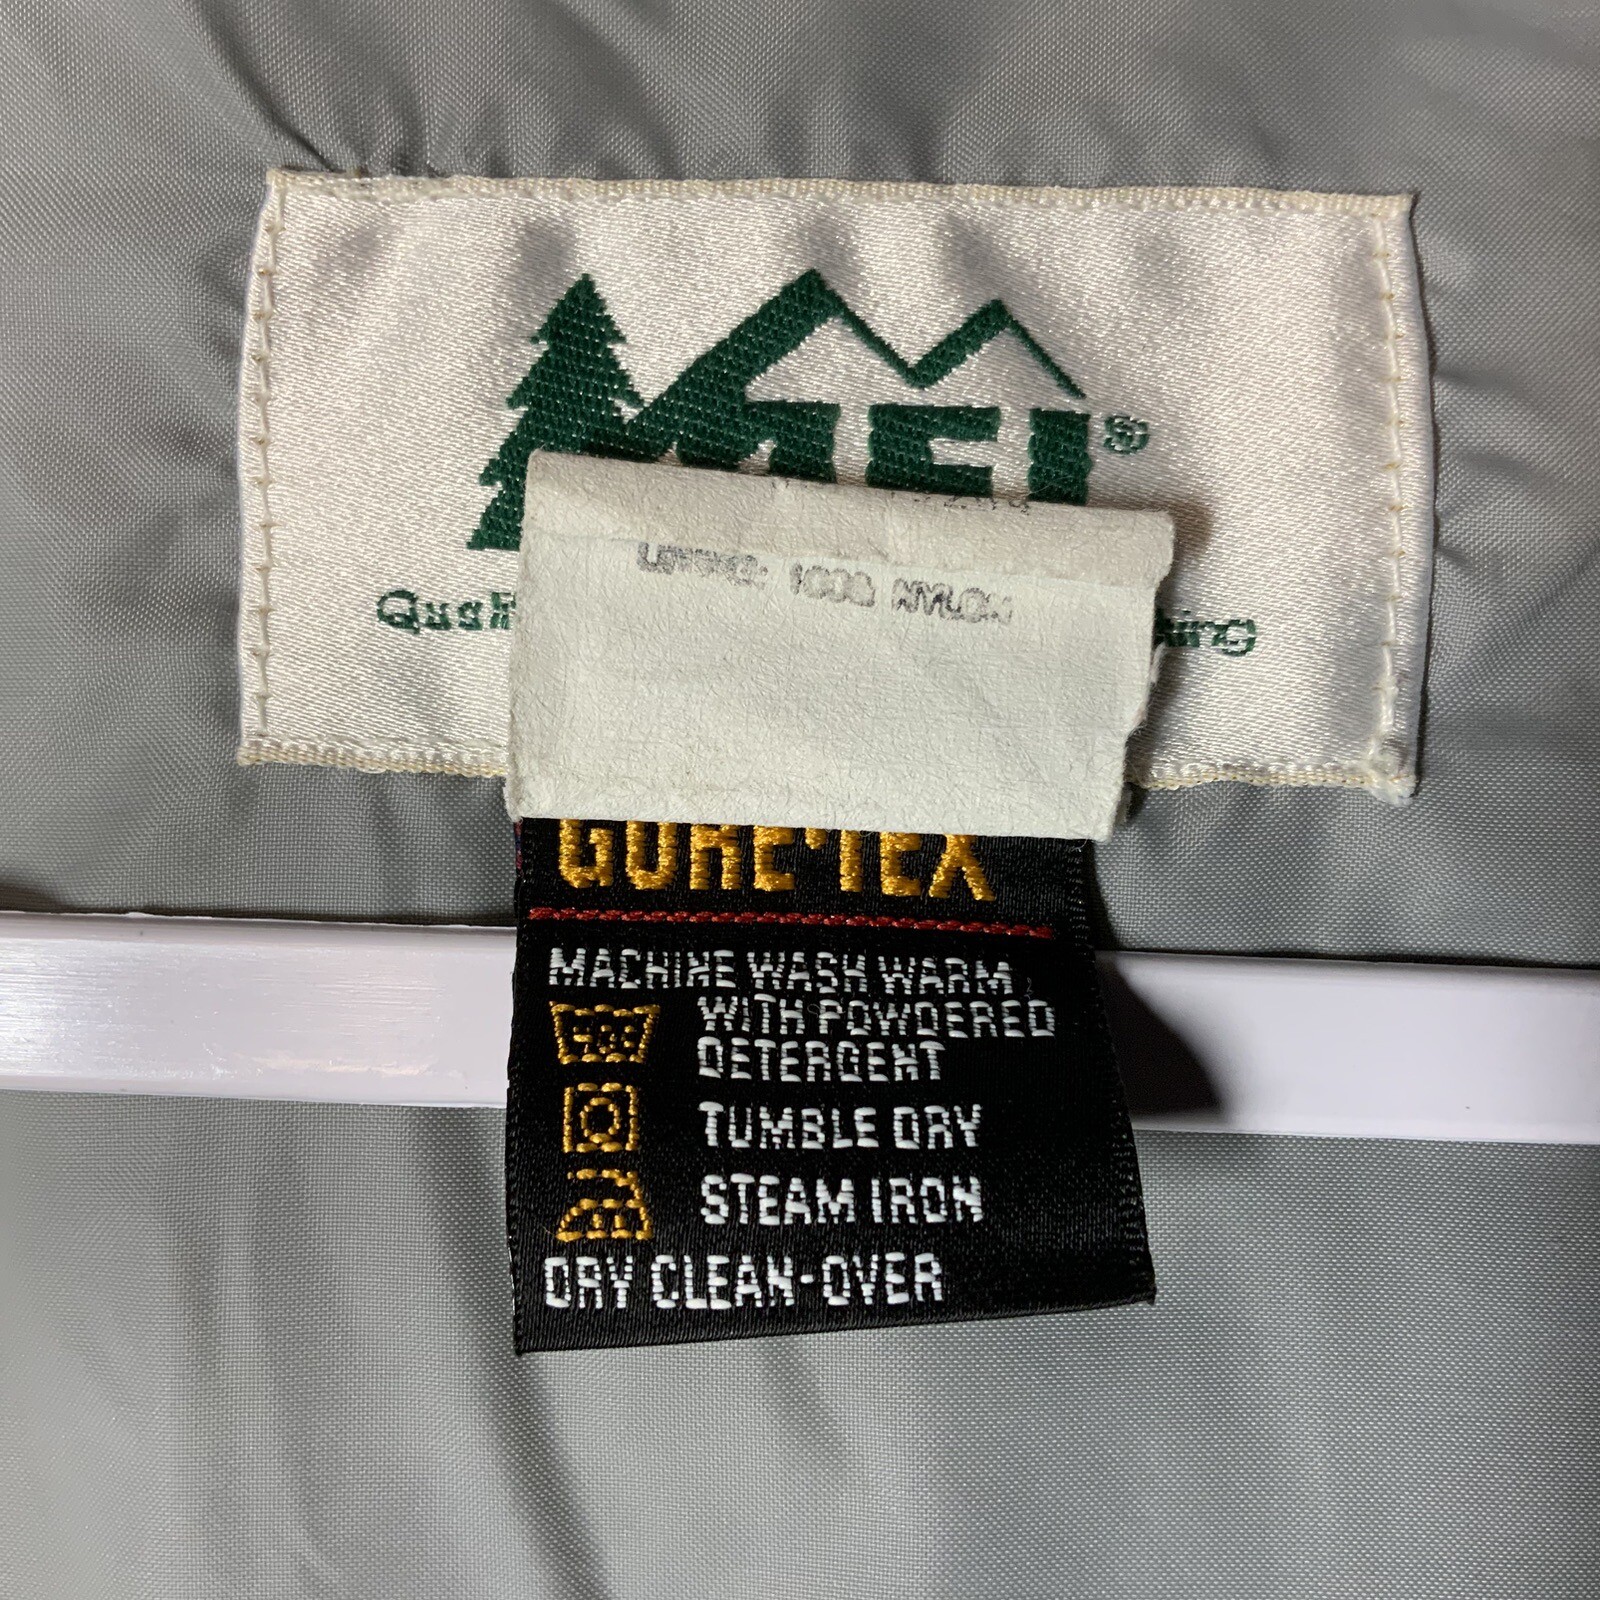 REI®
LINING: 100% NYLON
GORE-TEX
MACHINE WASH WARM
WITH POWDERED
DETERGENT
TUMBLE DRY
STEAM IRON
DRY CLEAN-OVER